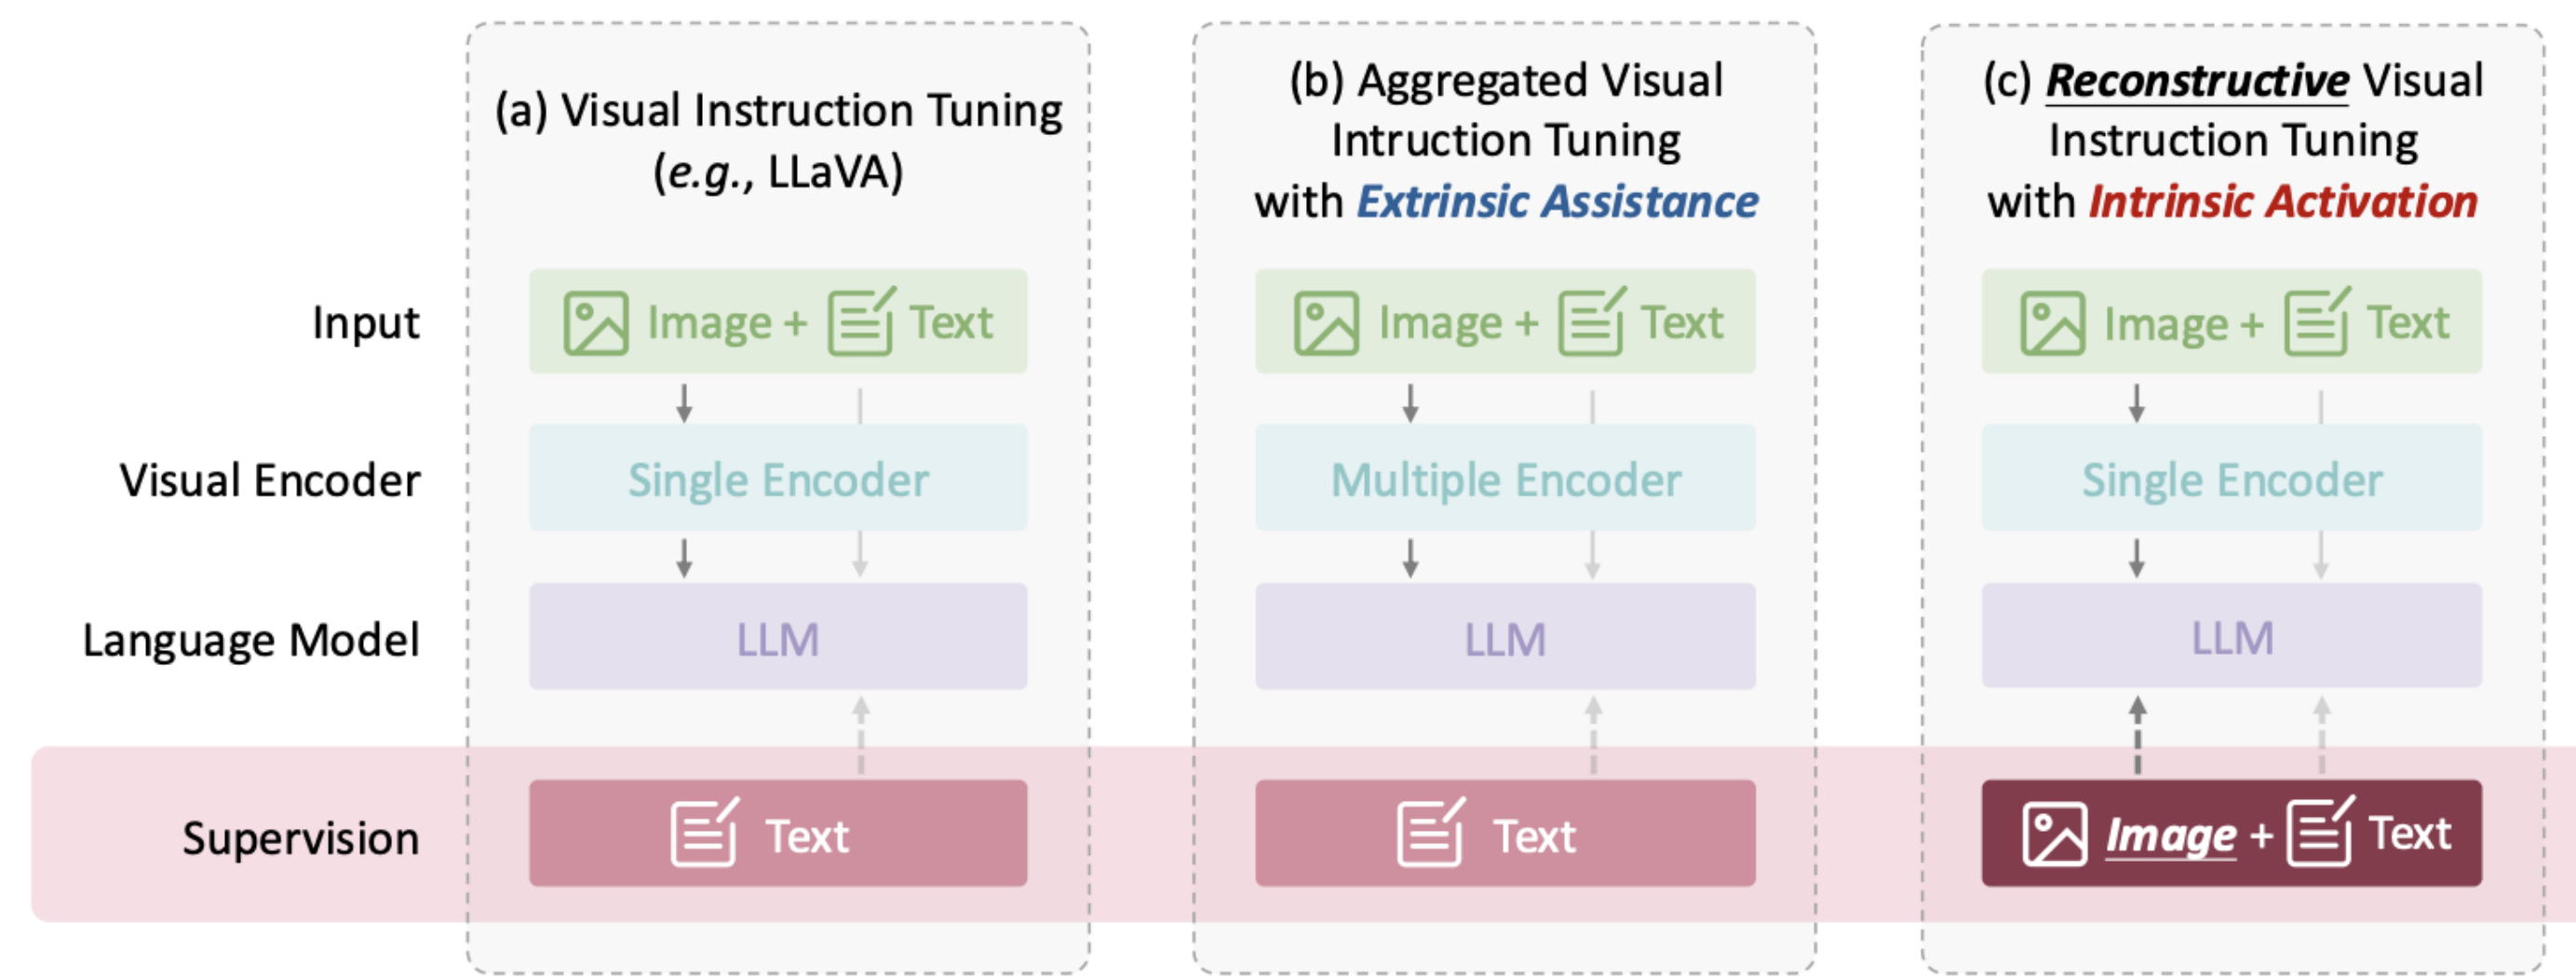 (a) Visual Instruction Tuning
(e.g., LLaVA)
(b) Aggregated Visual
Intruction Tuning
with Extrinsic Assistance
(c) Reconstructive Visual
Instruction Tuning
with Intrinsic Activation
Input
Image + Text
Image + Text
Image + Text
Visual Encoder
Single Encoder
Multiple Encoder
Single Encoder
Language Model
LLM
LLM
LLM
Supervision
Text
Text
Image + Text